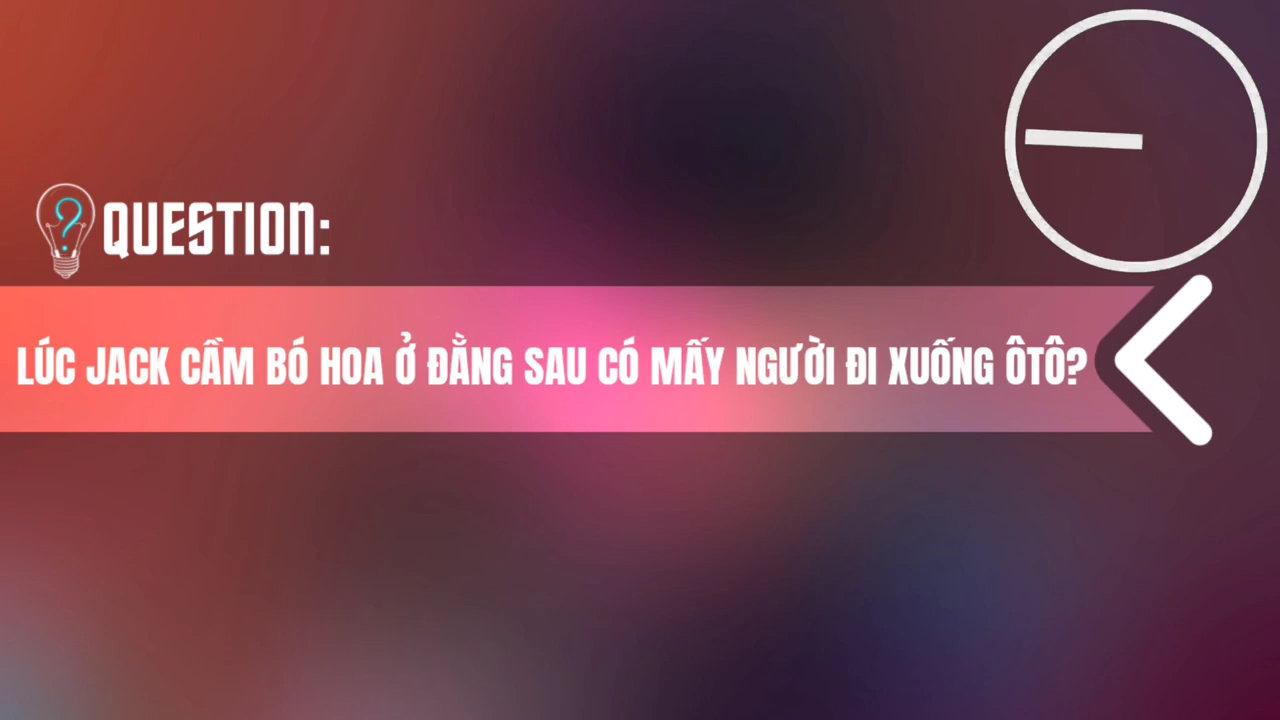 QUESTION:
LÚC JACK CẦM BÓ HOA Ở ĐẰNG SAU CÓ MẤY NGƯỜI ĐI XUỐNG ÔTÔ?